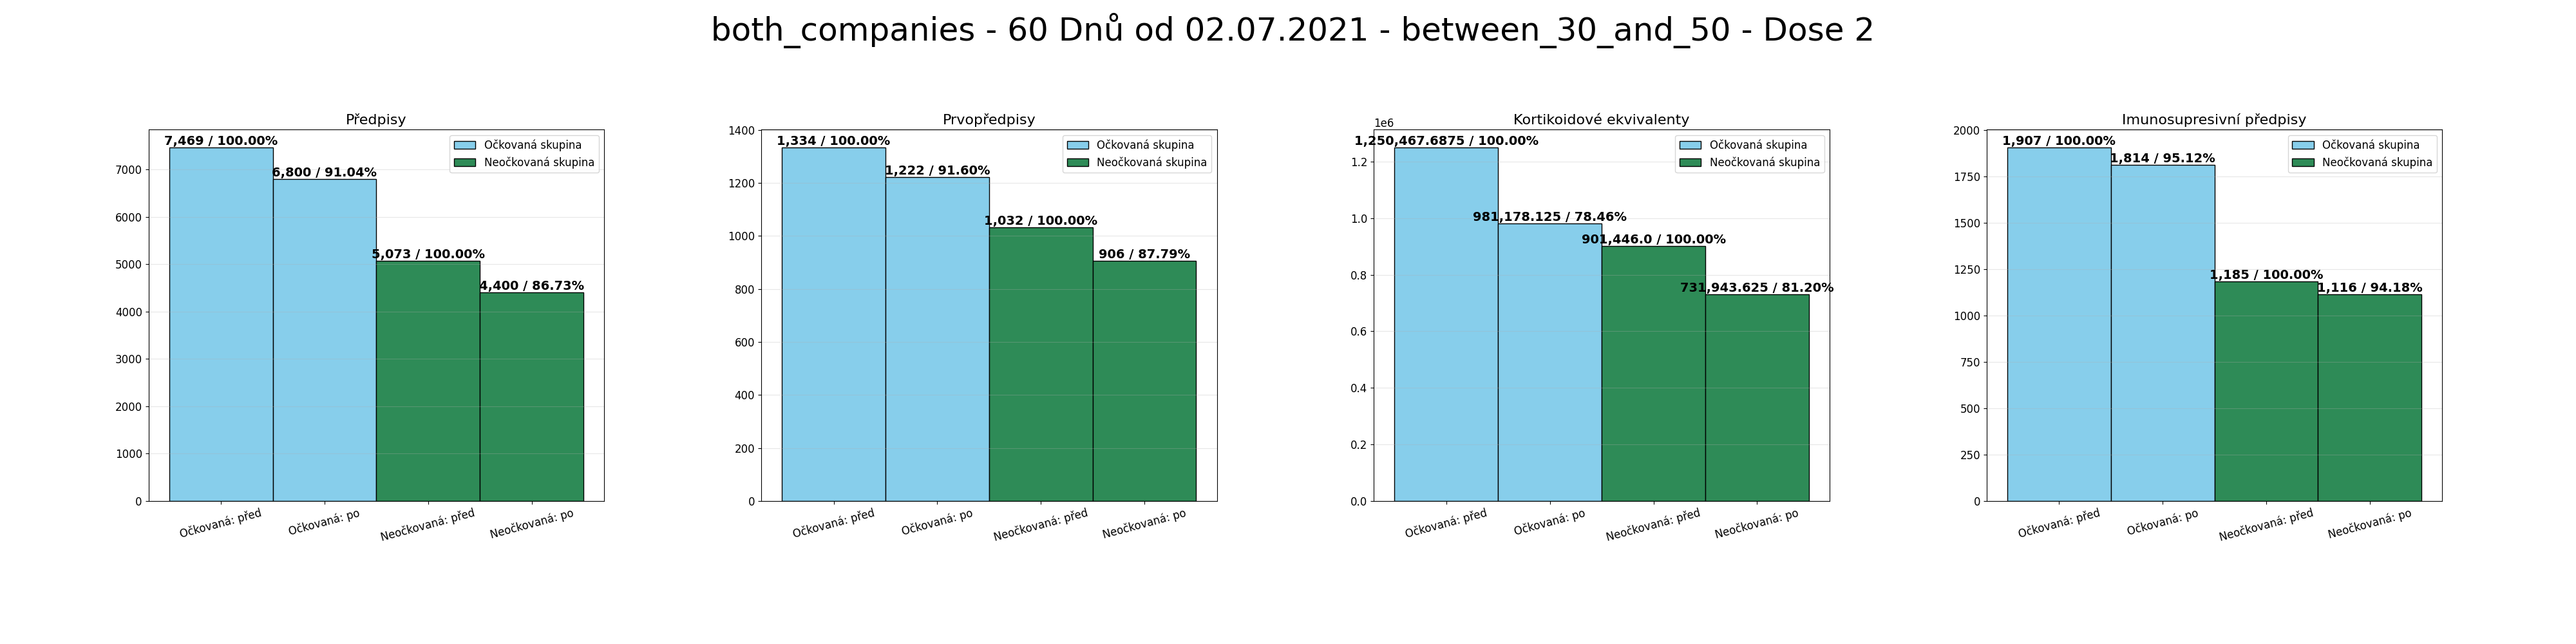 both_companies - 60 Dnů od 02.07.2021 - between_30_and_50 - Dose 2
Předpisy
7,469 / 100.00%
6,800 / 91.04%
5,073 / 100.00%
4,400 / 86.73%
Očkovaná skupina
Neočkovaná skupina
7000
6000
5000
4000
3000
2000
1000
0
Očkovaná: před
Očkovaná: po
Neočkovaná: před
Neočkovaná: po
Prvopředpisy
1,334 / 100.00%
1,222 / 91.60%
1,032 / 100.00%
906 / 87.79%
Očkovaná skupina
Neočkovaná skupina
1400
1200
1000
800
600
400
200
0
Očkovaná: před
Očkovaná: po
Neočkovaná: před
Neočkovaná: po
Kortikoidové ekvivalenty
1e6
1,250,467.6875 / 100.00%
981,178.125 / 78.46%
901,446.0 / 100.00%
731,943.625 / 81.20%
Očkovaná skupina
Neočkovaná skupina
1.2
1.0
0.8
0.6
0.4
0.2
0.0
Očkovaná: před
Očkovaná: po
Neočkovaná: před
Neočkovaná: po
Imunosupresivní předpisy
1,907 / 100.00%
1,814 / 95.12%
1,185 / 100.00%
1,116 / 94.18%
Očkovaná skupina
Neočkovaná skupina
2000
1750
1500
1250
1000
750
500
250
0
Očkovaná: před
Očkovaná: po
Neočkovaná: před
Neočkovaná: po